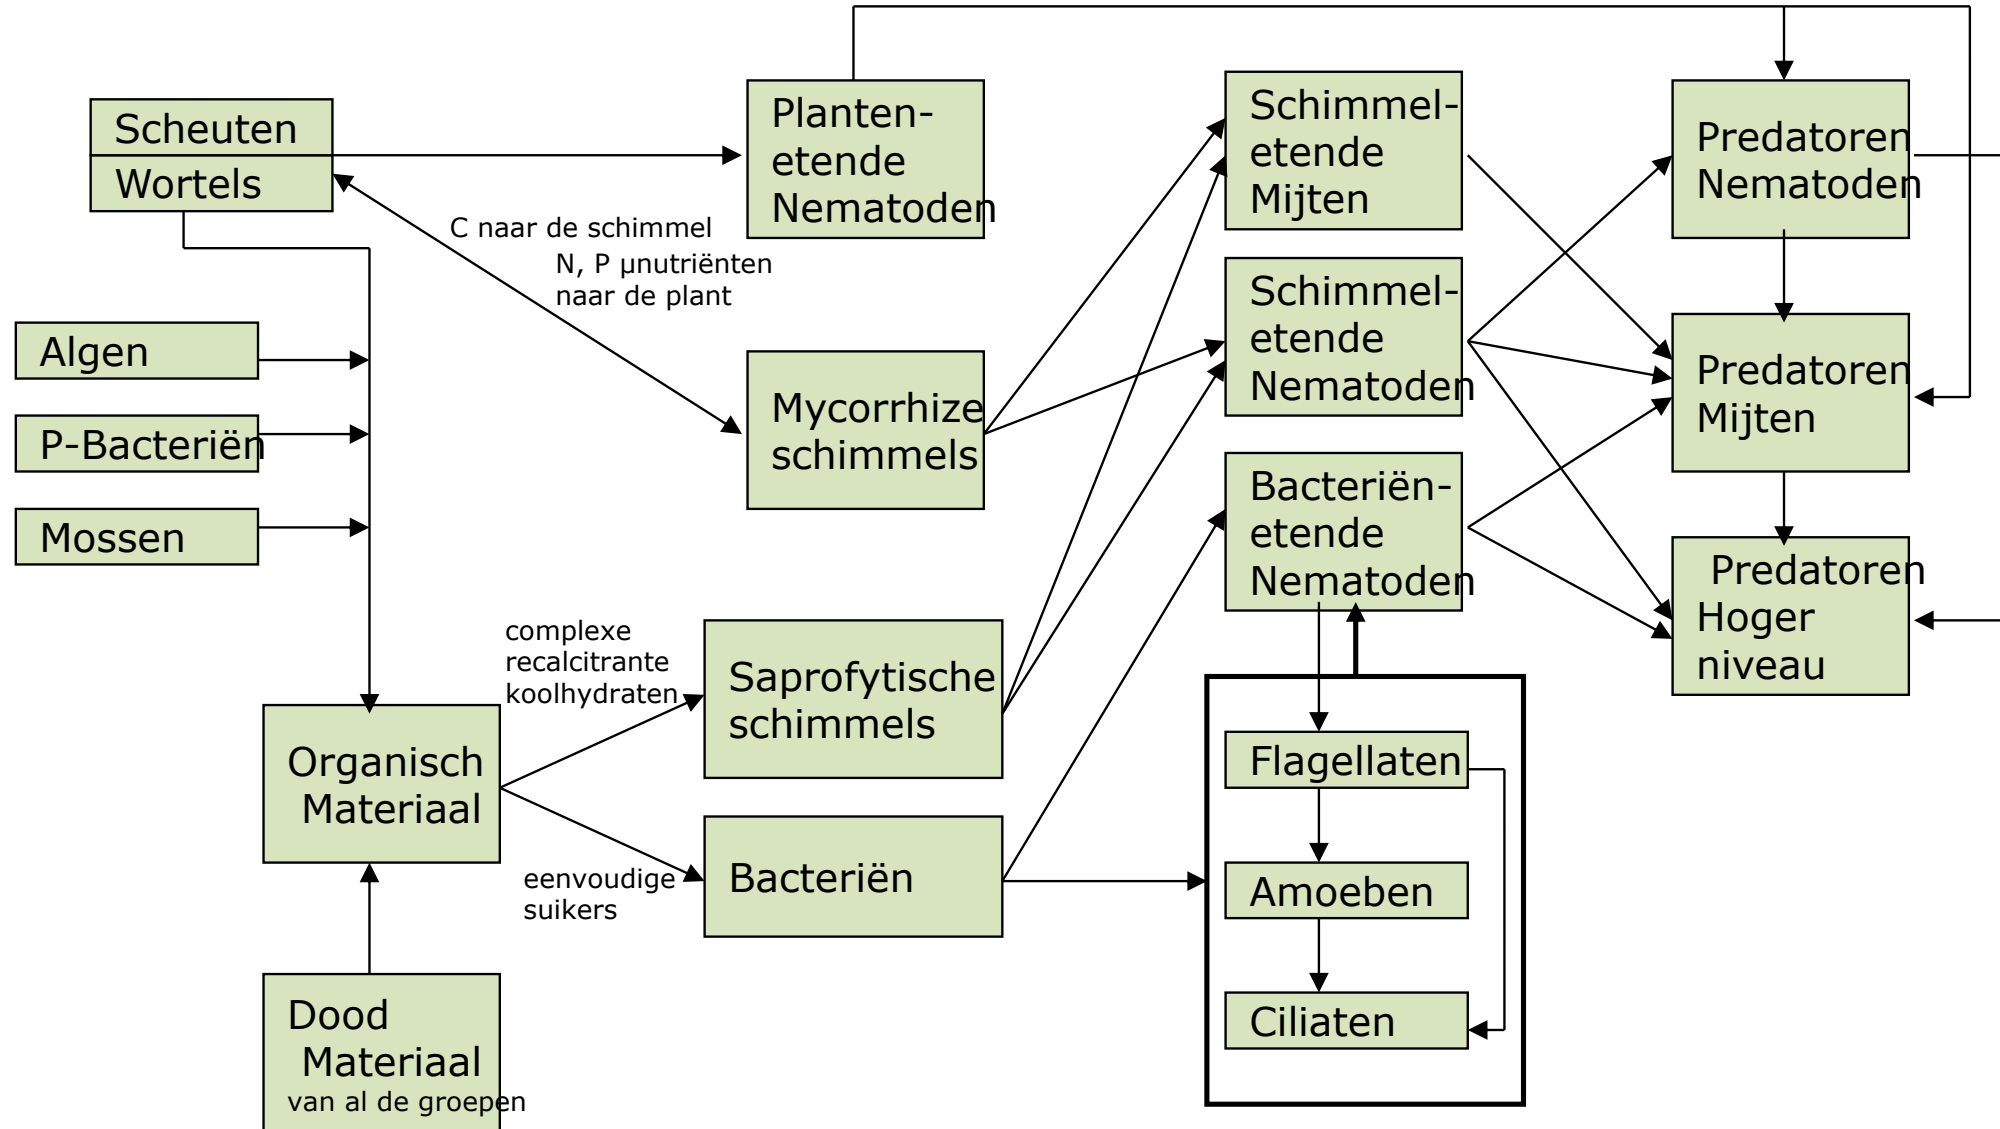 Scheuten
Wortels
Planten-
etende
Nematoden
Schimmel-
etende
Mijten
Predatoren
Nematoden
C naar de schimmel
N, P µnutriënten
naar de plant
Algen
P-Bacteriën
Mossen
Mycorrhize
schimmels
Schimmel-
etende
Nematoden
Predatoren
Mijten
Bacteriën-
etende
Nematoden
Predatoren
Hoger
niveau
complexe
recalcitrante
koolhydraten
Saprofytische
schimmels
Organisch
Materiaal
eenvoudige
suikers
Bacteriën
Flagellaten
Amoeben
Ciliaten
Dood
Materiaal
van al de groepen